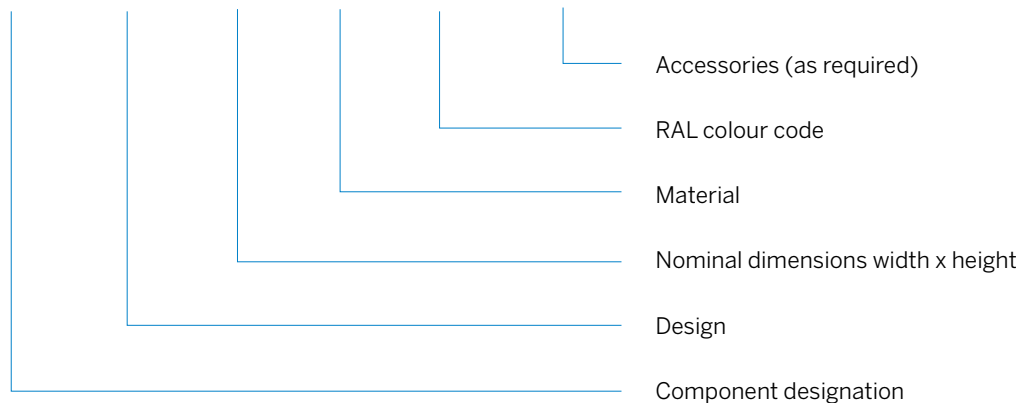 Accessories (as required)
RAL colour code
Material
Nominal dimensions width x height
Design
Component designation